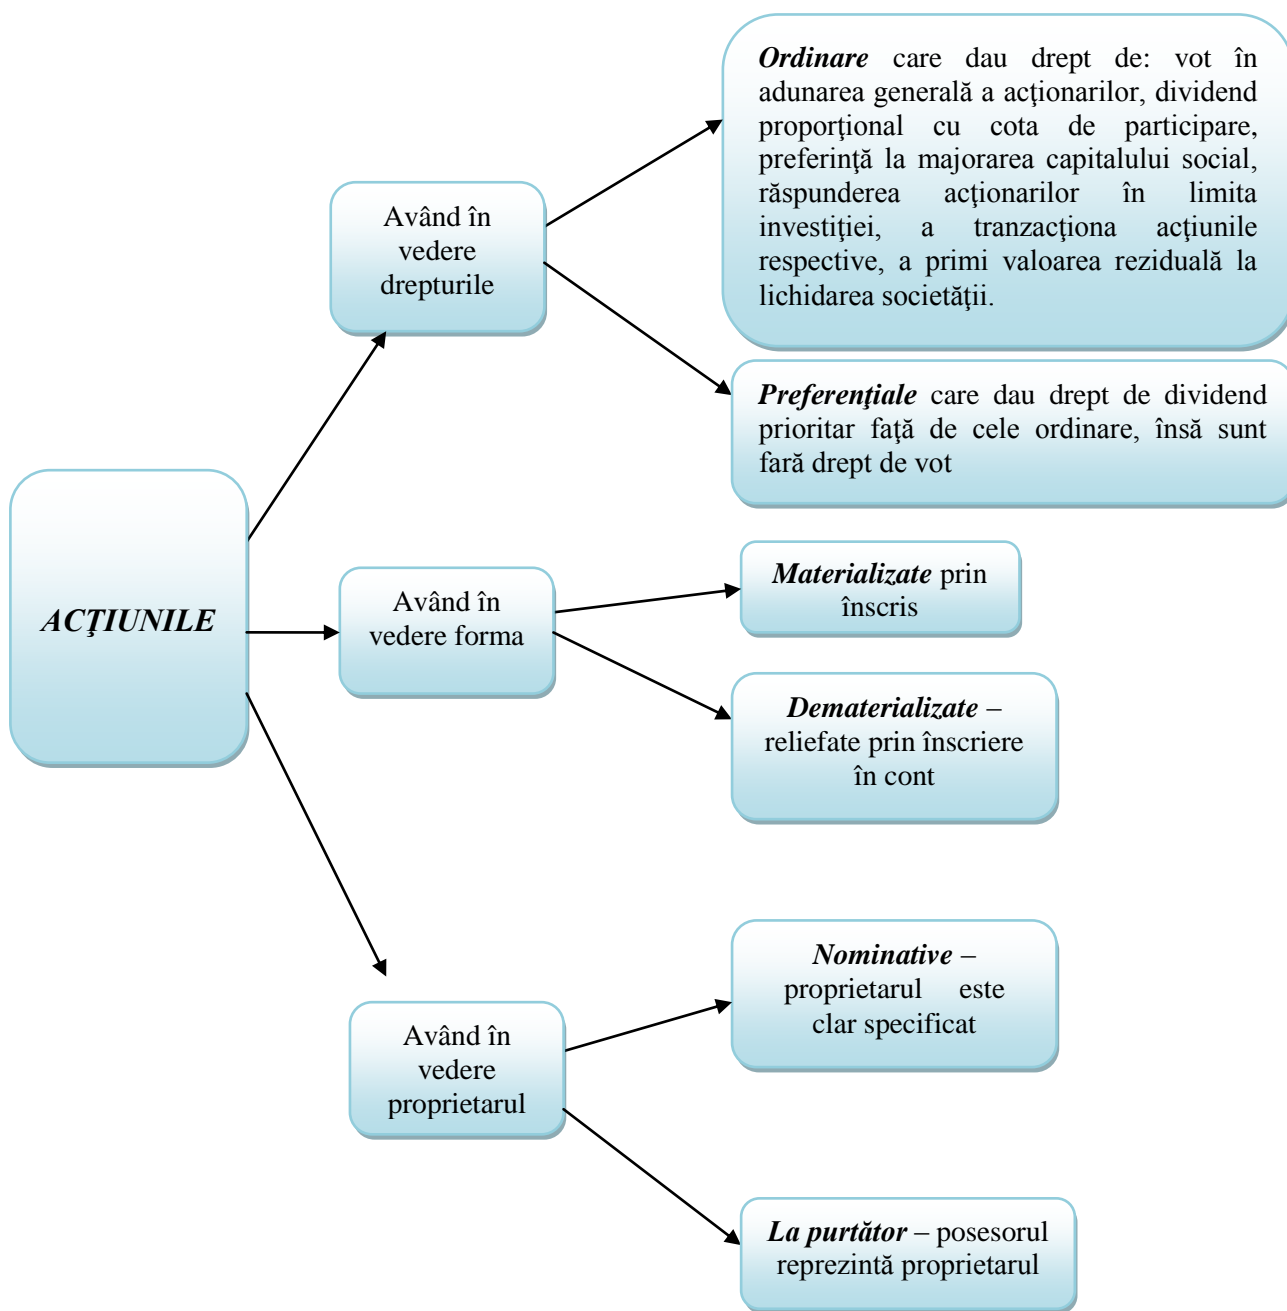 ACŢIUNILE
Având în
vedere
drepturile
Ordinare care dau drept de: vot în
adunarea generală a acţionarilor, dividend
proporţional cu cota de participare,
preferinţă la majorarea capitalului social,
răspunderea acţionarilor în limita
investiţiei, a tranzacţiona acţiunile
respective, a primi valoarea reziduală la
lichidarea societăţii.
Preferenţiale care dau drept de dividend
prioritar faţă de cele ordinare, însă sunt
fară drept de vot
Având în
vedere forma
Materializate prin
înscris
Dematerializate –
reliefate prin înscriere
în cont
Având în
vedere
proprietarul
Nominative –
proprietarul este
clar specificat
La purtător – posesorul
reprezintă proprietarul